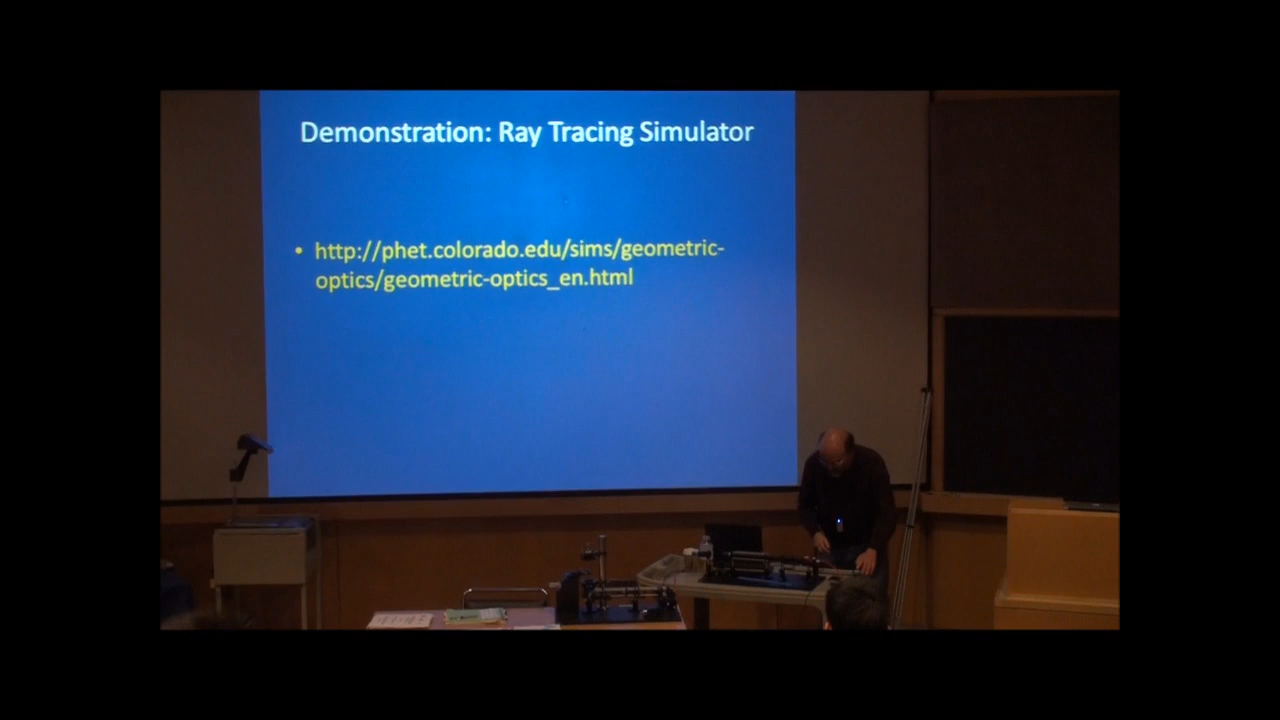 Demonstration: Ray Tracing Simulator
• http://phet.colorado.edu/sims/geometric-
optics/geometric-optics_en.html